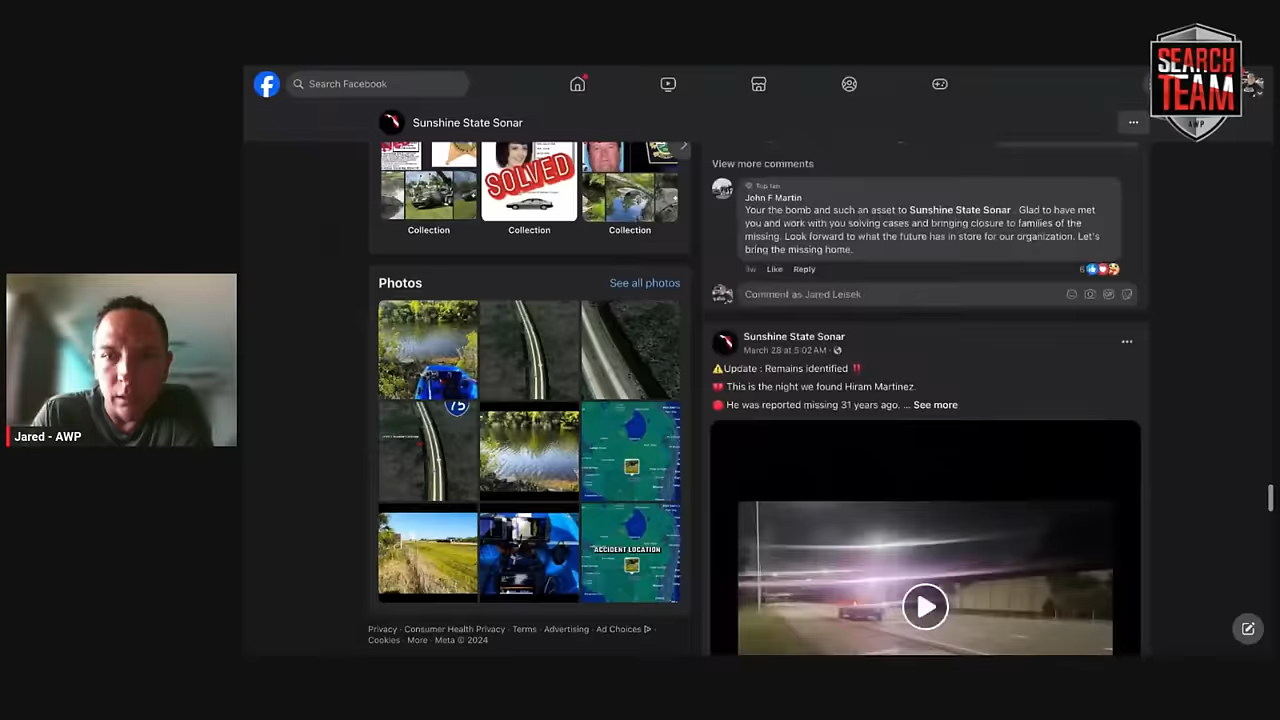 SEARCH
TEAM
AWP
Search Facebook
Sunshine State Sonar
SOLVED
Collection
Collection
Collection
Photos
See all photos
75
ACCIDENT LOCATION
Privacy · Consumer Health Privacy · Terms · Advertising · Ad Choices ·
Cookies · More · Meta © 2024
View more comments
Top fan
John F Martin
Your the bomb and such an asset to Sunshine State Sonar . Glad to have met
you and work with you solving cases and bringing closure to families of the
missing. Look forward to what the future has in store for our organization. Let's
bring the missing home.
Like Reply
6
Comment as Jared Leisek
Sunshine State Sonar
March 28 at 5:02 AM ·
⚠️Update : Remains identified ‼️
‼️ This is the night we found Hiram Martinez.
🔴 He was reported missing 31 years ago. ... See more
Jared - AWP